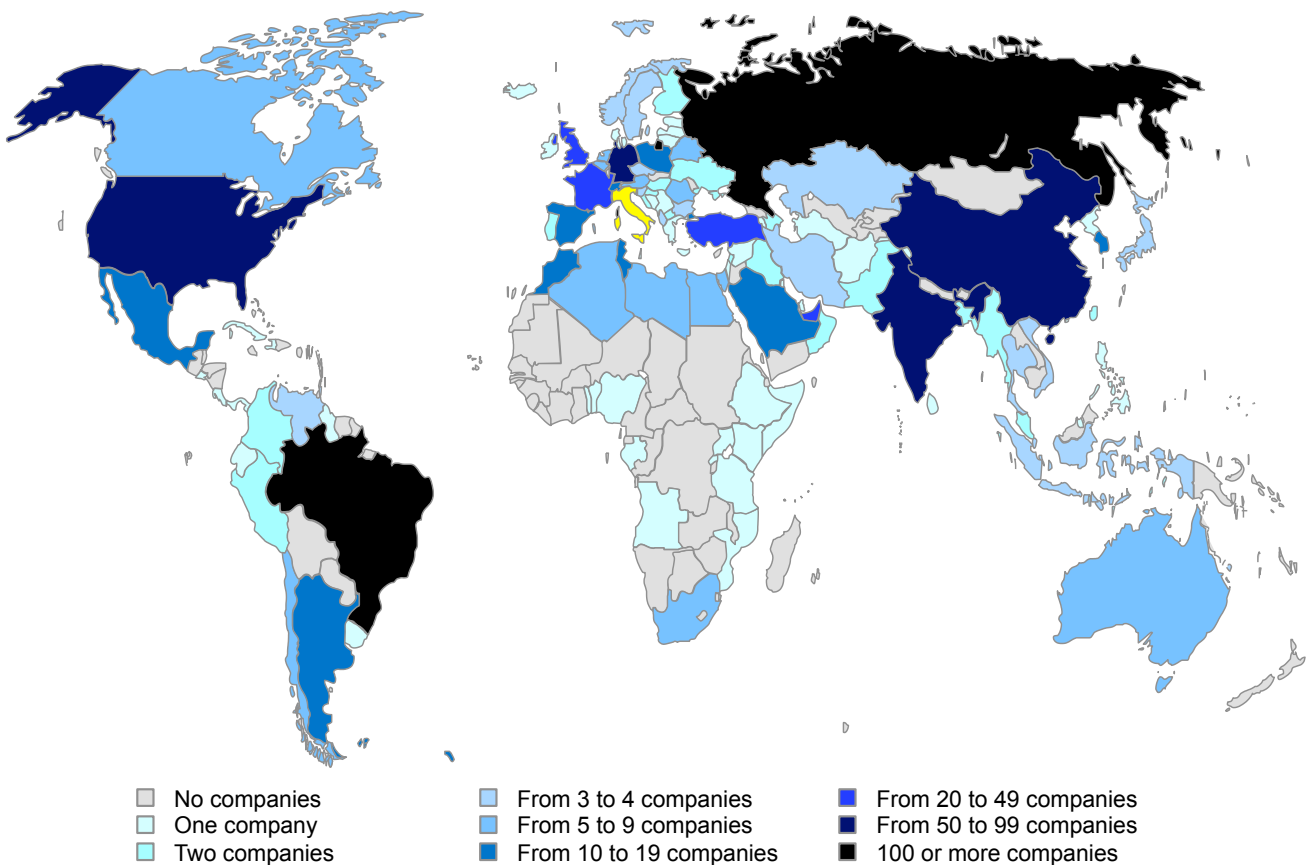 No companies
One company
Two companies
From 3 to 4 companies
From 5 to 9 companies
From 10 to 19 companies
From 20 to 49 companies
From 50 to 99 companies
100 or more companies